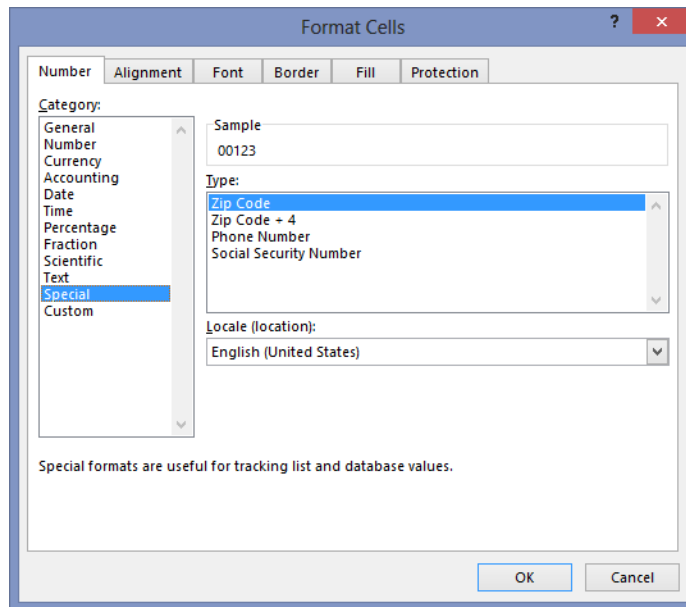 Format Cells
?
×
Number Alignment Font Border Fill Protection
Category:
General
Number
Currency
Accounting
Date
Time
Percentage
Fraction
Scientific
Text
Special
Custom
Sample
00123
Type:
Zip Code
Zip Code + 4
Phone Number
Social Security Number
Locale (location):
English (United States)
Special formats are useful for tracking list and database values.
OK Cancel